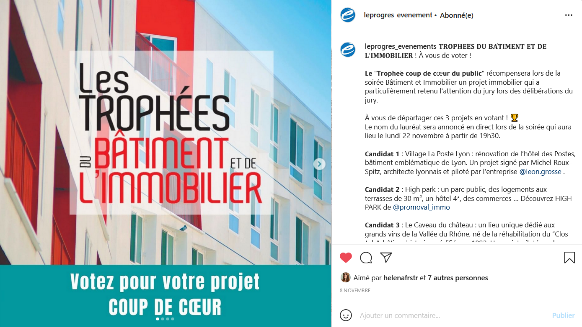 Les
TROPHÉES
DU BÂTIMENT ET DE
L'IMMOBILIER
Votez pour votre projet
COUP DE CŒUR
leprogres_evenement • Abonné(e)
leprogres_evenements TROPHEES DU BATIMENT ET DE
L'IMMOBILIER ! À vous de voter !
Le "Trophée coup de cœur du public" récompensera lors de la
soirée Bâtiment et Immobilier un projet immobilier qui a
particulièrement retenu l'attention du jury lors des délibérations du
jury.
À vous de départager ces 3 projets en votant ! 🏆
Le nom du lauréat sera annoncé en direct lors de la soirée qui aura
lieu le lundi 22 novembre à partir de 19h30.
Candidat 1 : Village La Poste Lyon : rénovation de l'hôtel des Postes,
bâtiment emblématique de Lyon. Un projet signé par Michel Roux
Spitz, architecte lyonnais et piloté par l'entreprise @leon.grosse .
Candidat 2 : High park : un parc public, des logements aux
terrasses de 30 m², un hôtel 4*, des commerces ... Découvrez HIGH
PARK de @promoval_immo
Candidat 3 : Le Caveau du château : un lieu unique dédié aux
grands vins de la Vallée du Rhône, né de la réhabilitation du "Clos
Aimé par helenafrstr et 7 autres personnes
9 NOVEMBRE
Ajouter un commentaire...
Publier